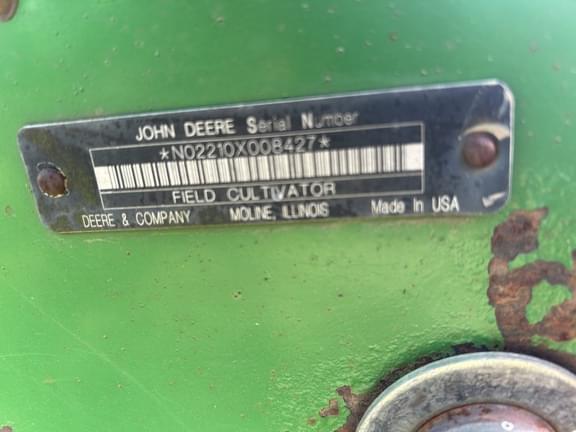 JOHN DEERE Serial Number
*N02210X008427*
FIELD CULTIVATOR
DEERE & COMPANY MOLINE, ILLINOIS Made In USA